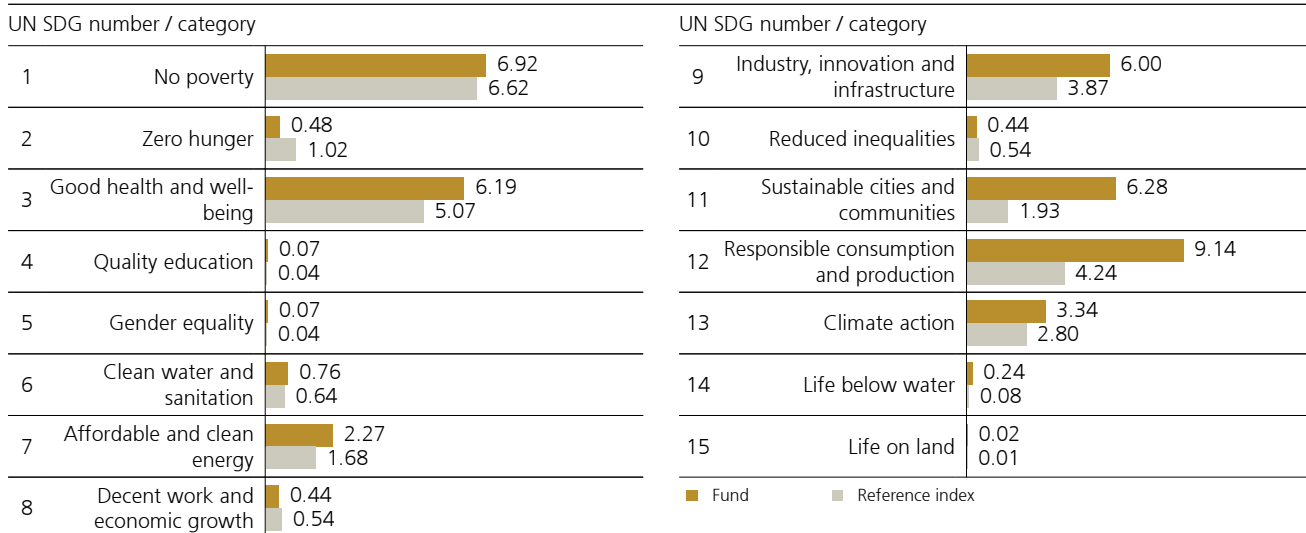 UN SDG number / category
1 No poverty 6.92
6.62
2 Zero hunger 0.48
1.02
3 Good health and well-
being 6.19
5.07
4 Quality education 0.07
0.04
5 Gender equality 0.07
0.04
6 Clean water and
sanitation 0.76
0.64
7 Affordable and clean
energy 2.27
1.68
8 Decent work and
economic growth 0.44
0.54
UN SDG number / category
9 Industry, innovation and
infrastructure 6.00
3.87
10 Reduced inequalities 0.44
0.54
11 Sustainable cities and
communities 6.28
1.93
12 Responsible consumption
and production 9.14
4.24
13 Climate action 3.34
2.80
14 Life below water 0.24
0.08
15 Life on land 0.02
0.01
Fund Reference index